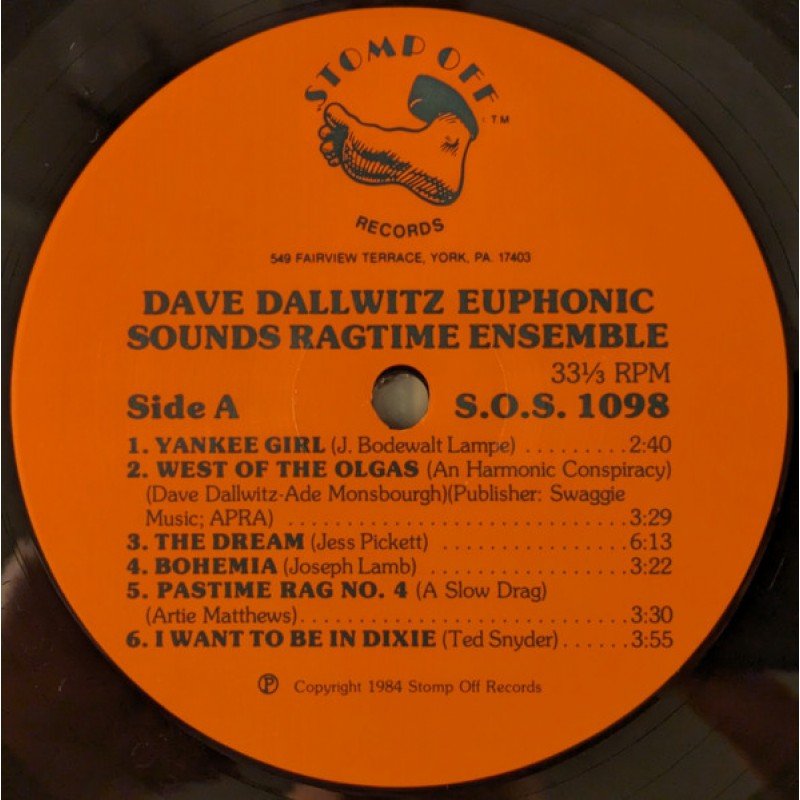 STOMP OFF
TM
RECORDS
549 FAIRVIEW TERRACE, YORK, PA. 17403
DAVE DALLWITZ EUPHONIC
SOUNDS RAGTIME ENSEMBLE
33⅓ RPM
Side A S.O.S. 1098
1. YANKEE GIRL (J. Bodewalt Lampe) ............ 2:40
2. WEST OF THE OLGAS (An Harmonic Conspiracy)
(Dave Dallwitz-Ade Monsbourgh)(Publisher: Swaggie
Music; APRA) .................................... 3:29
3. THE DREAM (Jess Pickett) .................... 6:13
4. BOHEMIA (Joseph Lamb) ...................... 3:22
5. PASTIME RAG NO. 4 (A Slow Drag)
(Artie Matthews)................................. 3:30
6. I WANT TO BE IN DIXIE (Ted Snyder)...... 3:55
Ⓟ Copyright 1984 Stomp Off Records